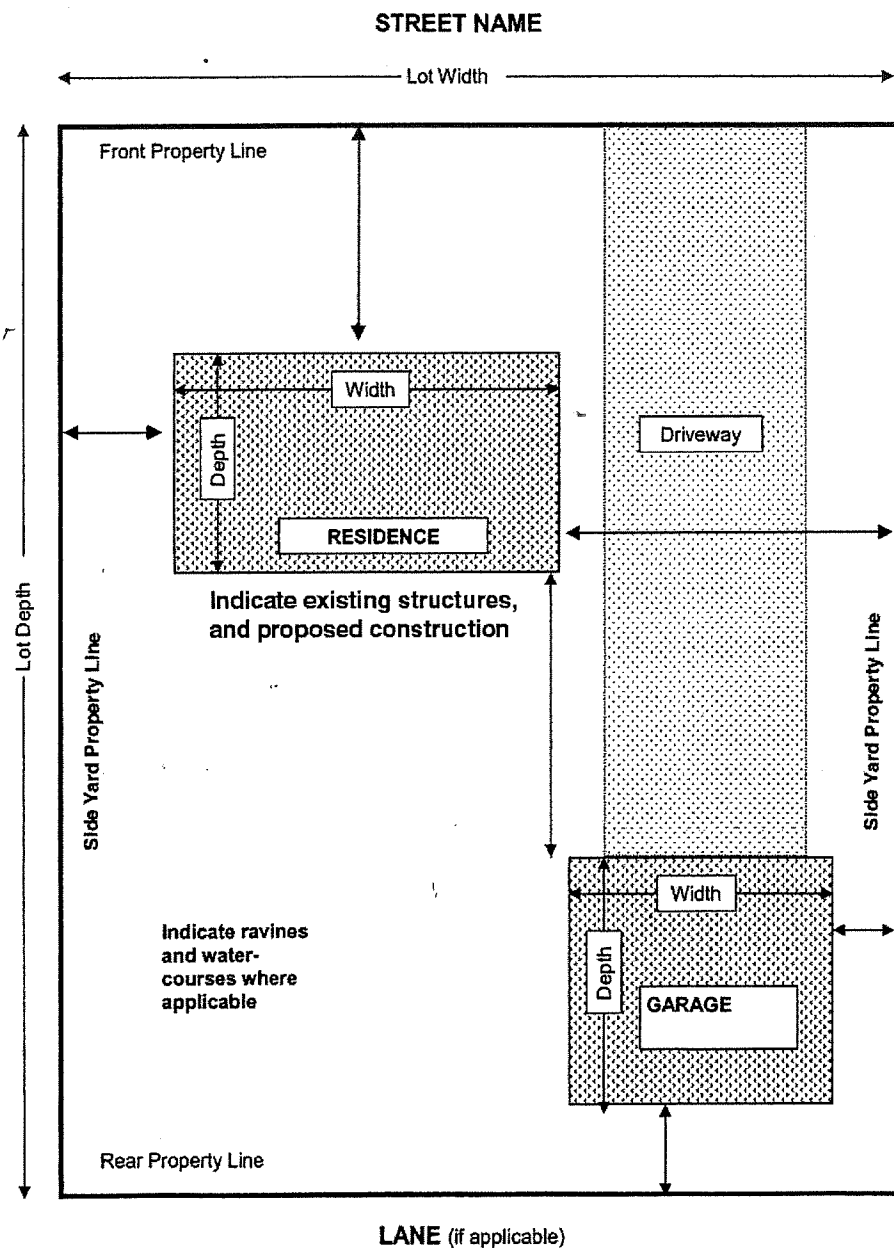 STREET NAME
Lot Width
Front Property Line
Width
Depth
Driveway
RESIDENCE
Indicate existing structures,
and proposed construction
Lot Depth
Side Yard Property Line
Side Yard Property Line
Width
Depth
Indicate ravines
and water-
courses where
applicable
GARAGE
Rear Property Line
LANE (if applicable)